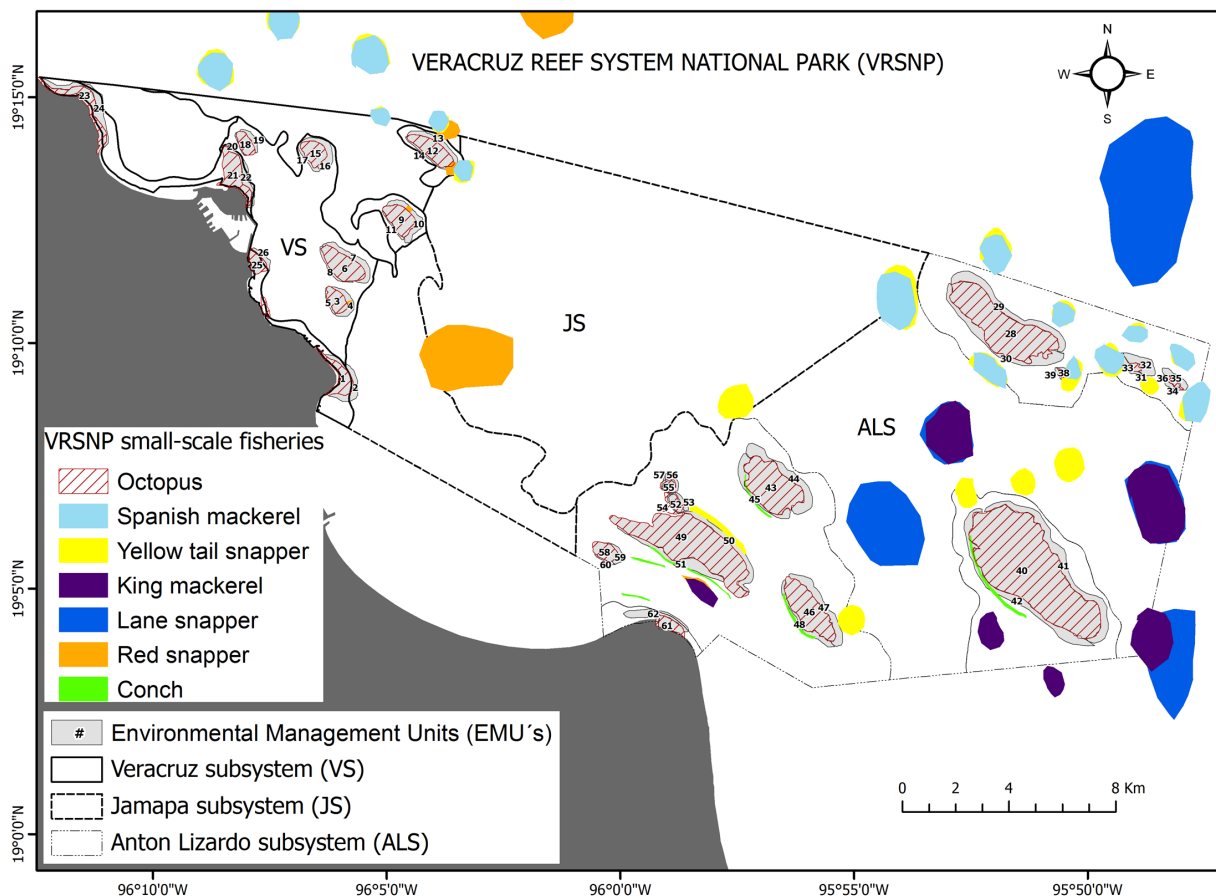 VERACRUZ REEF SYSTEM NATIONAL PARK (VRSNP)
N
W E
S
19°15'0"N
19°10'0"N
19°5'0"N
19°0'0"N
23
24
20 18 19
21 22
17 15 16
13
14 12
9
11 10
26
25
VS
7
8 6
5 3 4
1
2
JS
29
28
30
39 38
33 32
31
36 35
34
ALS
57 56
55
52 53
54
45 43 44
49 50
51
58 59
60
62
61
46 47
48
40 41
42
VRSNP small-scale fisheries
Octopus
Spanish mackerel
Yellow tail snapper
King mackerel
Lane snapper
Red snapper
Conch
# Environmental Management Units (EMU´s)
Veracruz subsystem (VS)
Jamapa subsystem (JS)
Anton Lizardo subsystem (ALS)
0 2 4 8 Km
96°10'0"W 96°5'0"W 96°0'0"W 95°55'0"W 95°50'0"W